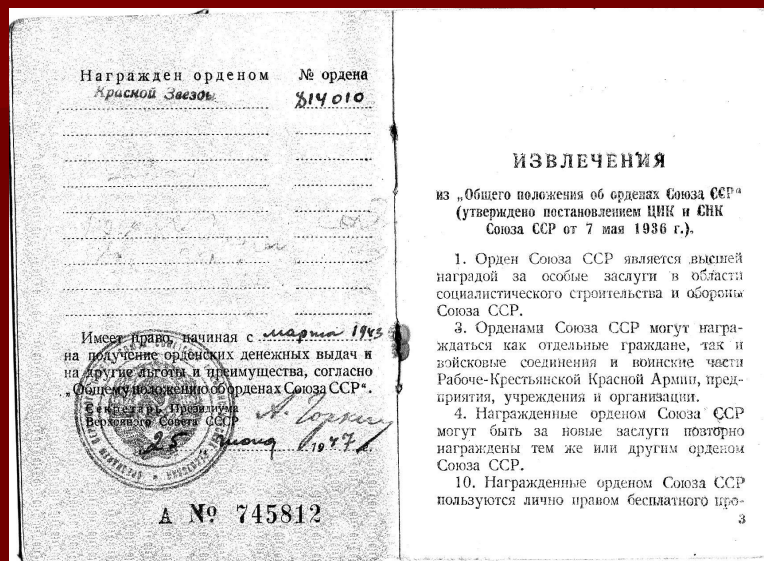 Награжден орденом № ордена
Красной Звезды 814010
Имеет право, начиная с марта 1945
на получение орденских денежных выдач и
на другие льготы и преимущества, согласно
„Общему положению об орденах Союза ССР“.
Секретарь Президиума
Верховного Совета СССР
А. Горкин
25 июня 1947 г.
А № 745812
ИЗВЛЕЧЕНИЯ
из „Общего положения об орденах Союза ССР“
(утверждено постановлением ЦИК и СНК
Союза ССР от 7 мая 1936 г.).
1. Орден Союза ССР является высшей
наградой за особые заслуги в области
социалистического строительства и обороны
Союза ССР.
3. Орденами Союза ССР могут награ-
ждаться как отдельные граждане, так и
войсковые соединения и воинские части
Рабоче-Крестьянской Красной Армии, пред-
приятия, учреждения и организации.
4. Награжденные орденом Союза ССР
могут быть за новые заслуги повторно
награждены тем же или другим орденом
Союза ССР.
10. Награжденные орденом Союза ССР
пользуются лично правом бесплатного про-
3